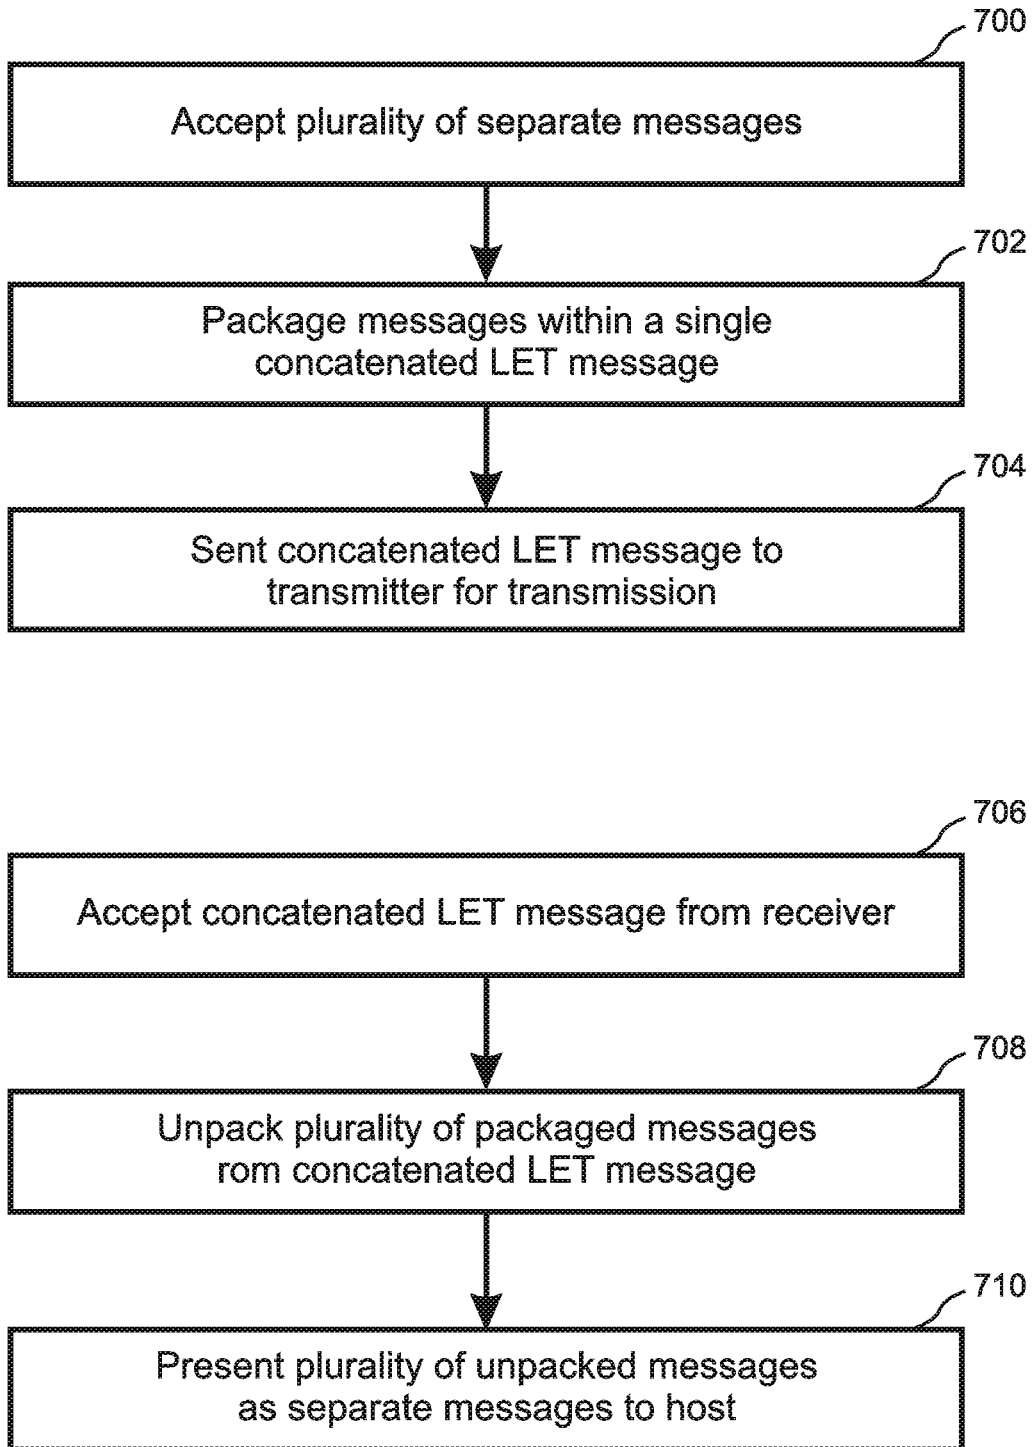 700
Accept plurality of separate messages
702
Package messages within a single
concatenated LET message
704
Sent concatenated LET message to
transmitter for transmission
706
Accept concatenated LET message from receiver
708
Unpack plurality of packaged messages
rom concatenated LET message
710
Present plurality of unpacked messages
as separate messages to host